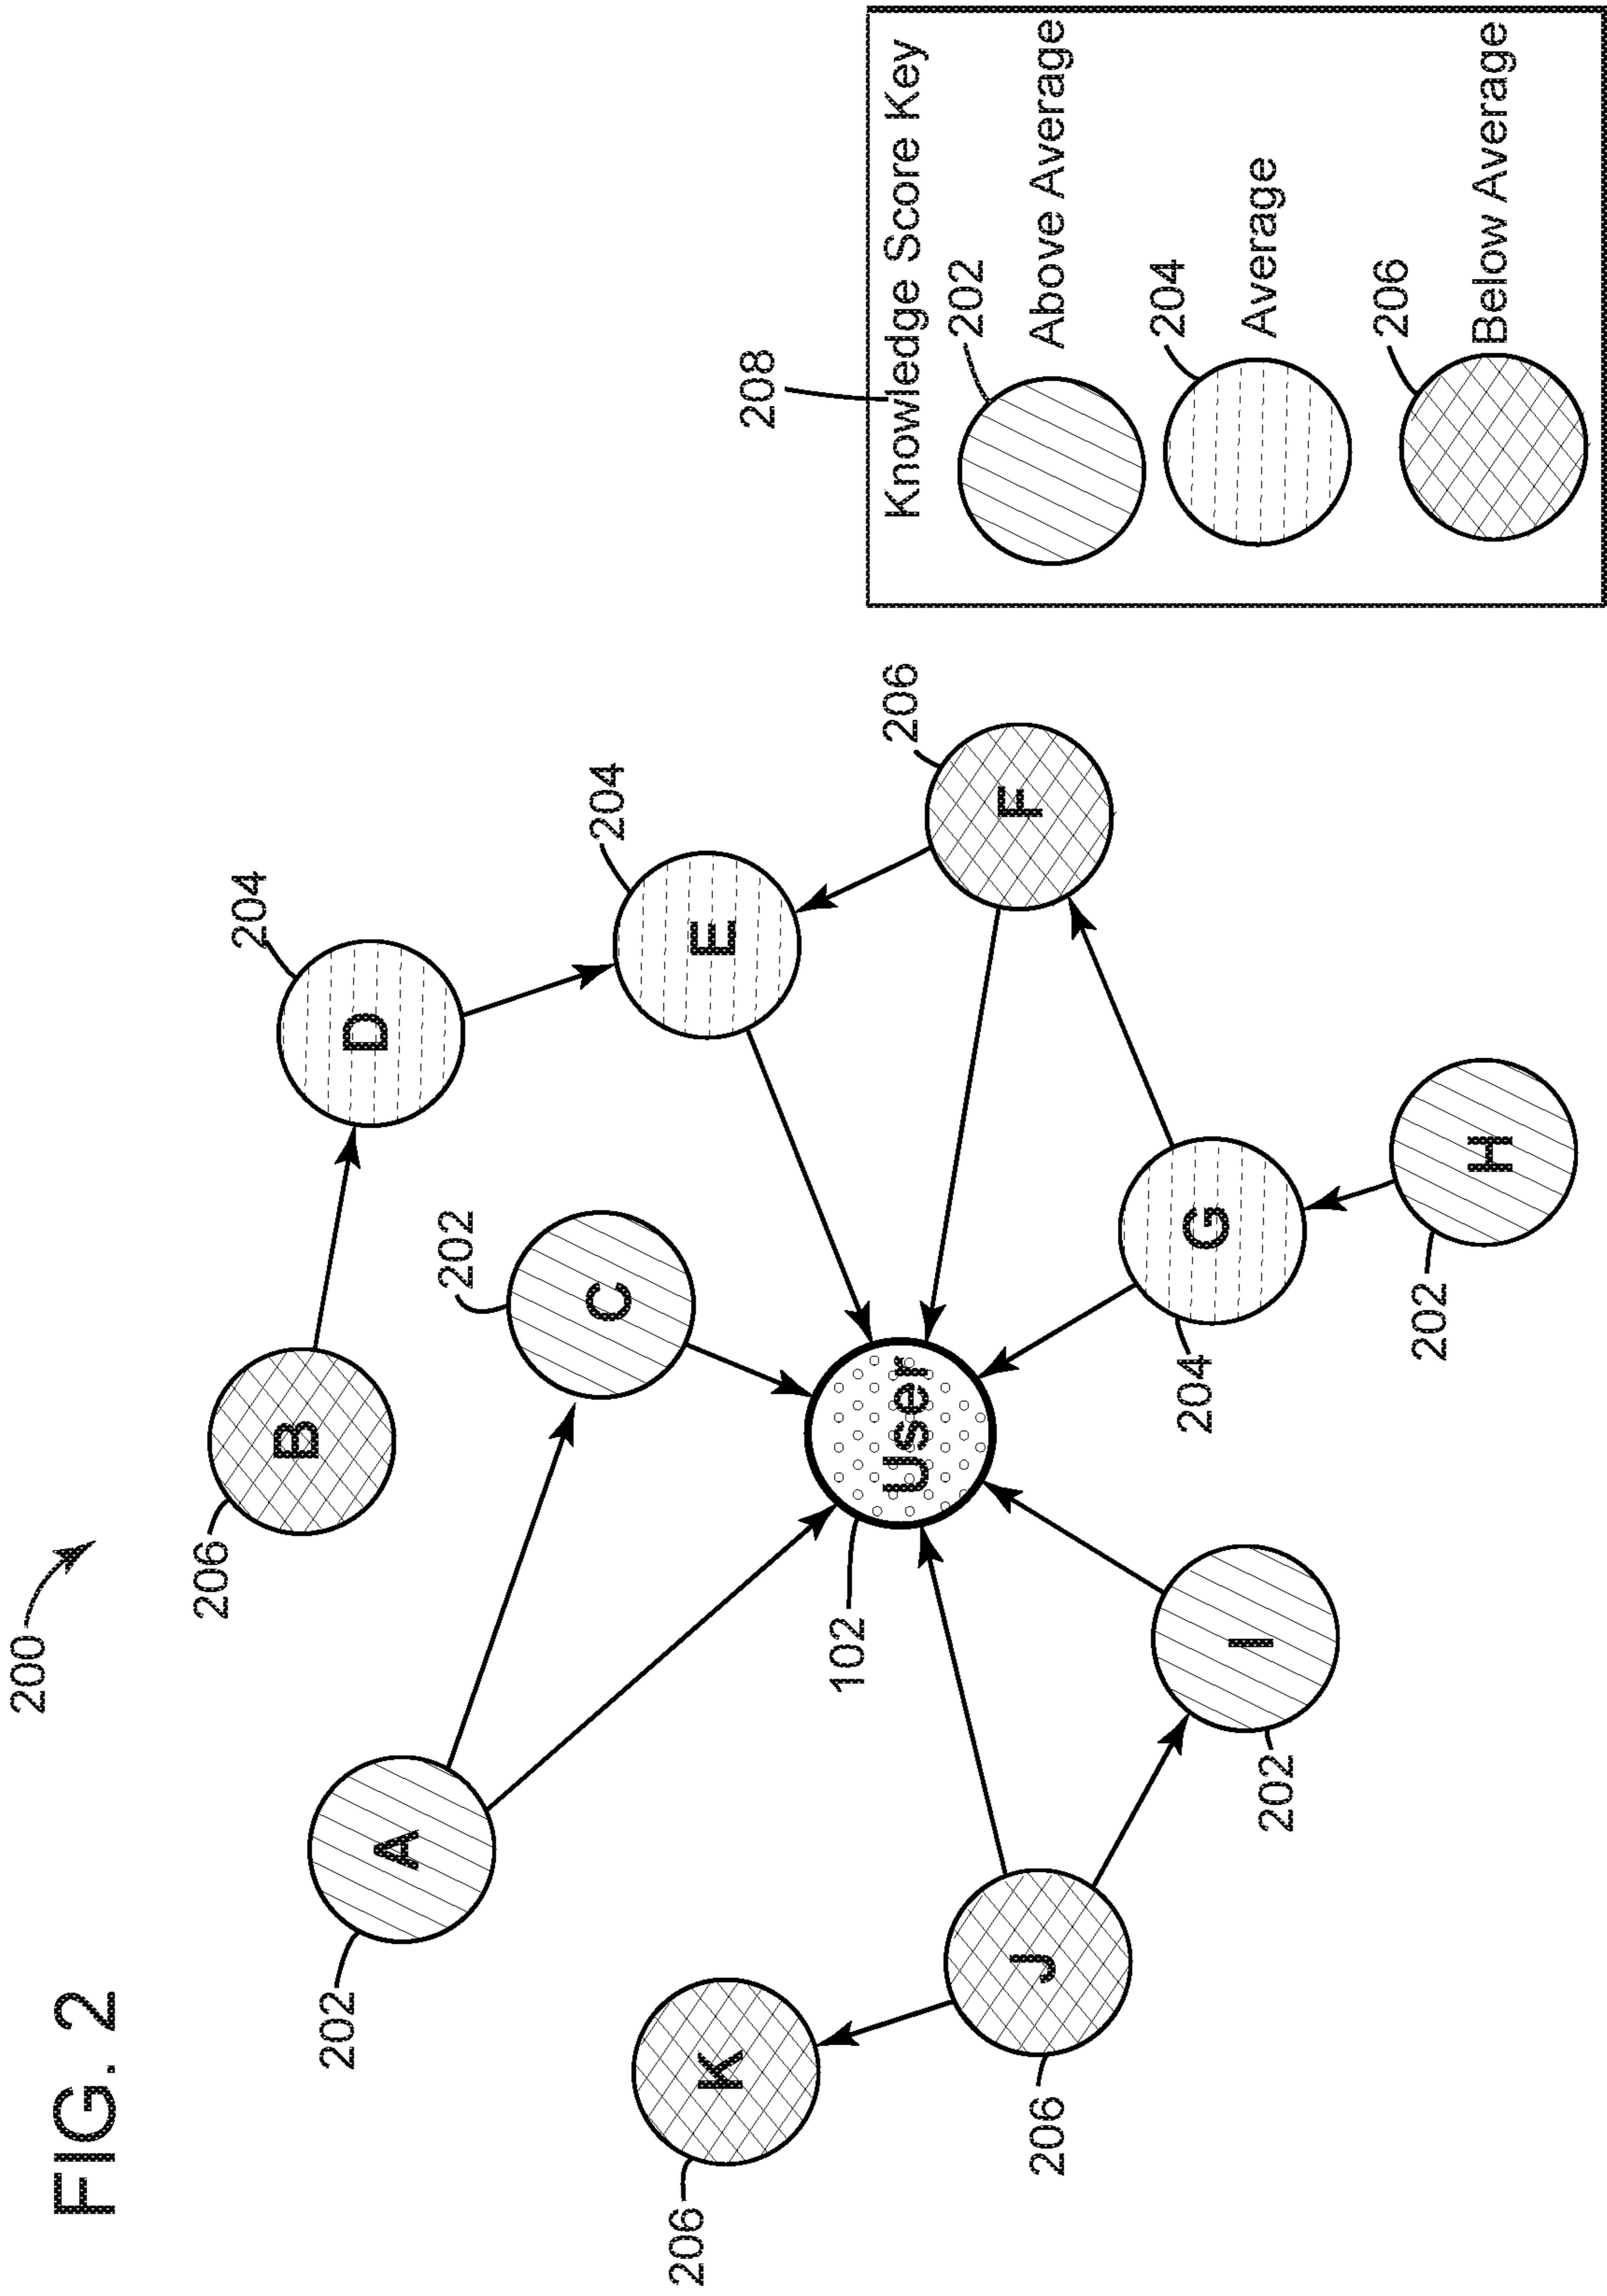 FIG. 2
200
206
B
204
D
202
A
202
C
204
E
206
K
102
User
206
F
206
J
202
I
204
G
202
H
208
Knowledge Score Key
202
Above Average
204
Average
206
Below Average